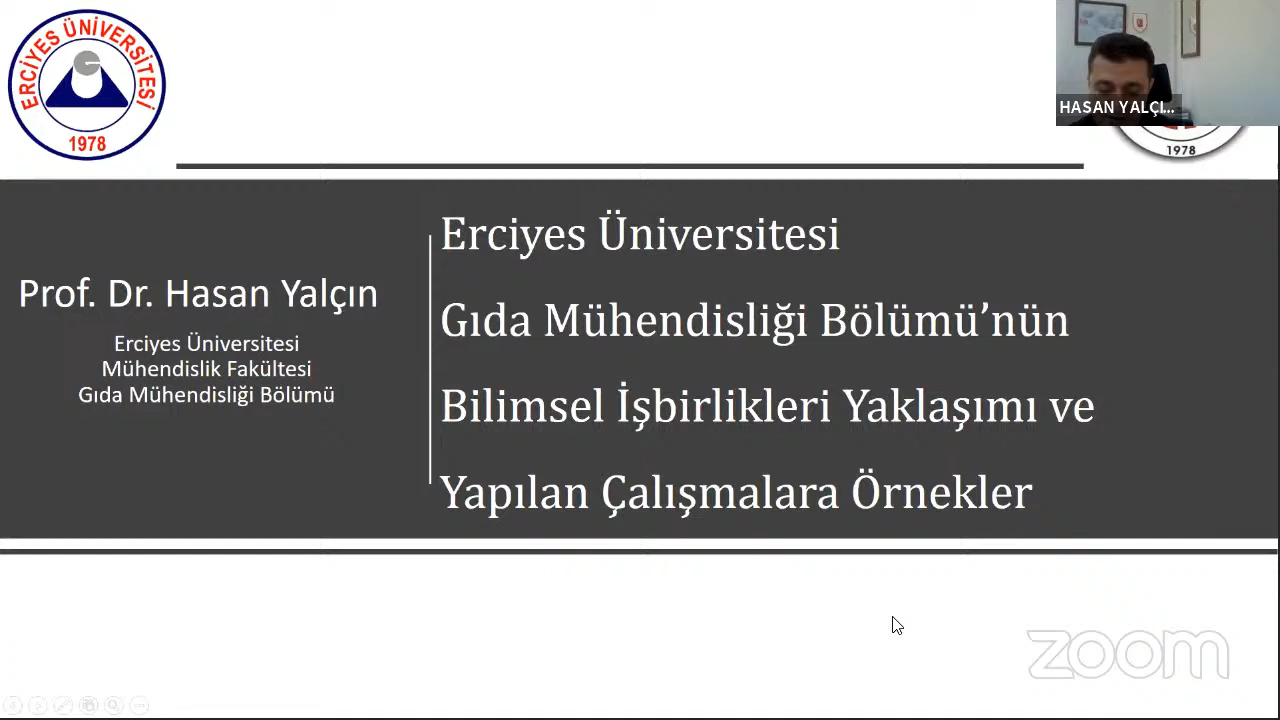 ERCİYES ÜNİVERSİTESİ
1978
HASAN YALÇI...
1978
Prof. Dr. Hasan Yalçın
Erciyes Üniversitesi
Mühendislik Fakültesi
Gıda Mühendisliği Bölümü
Erciyes Üniversitesi
Gıda Mühendisliği Bölümü’nün
Bilimsel İşbirlikleri Yaklaşımı ve
Yapılan Çalışmalara Örnekler
zoom